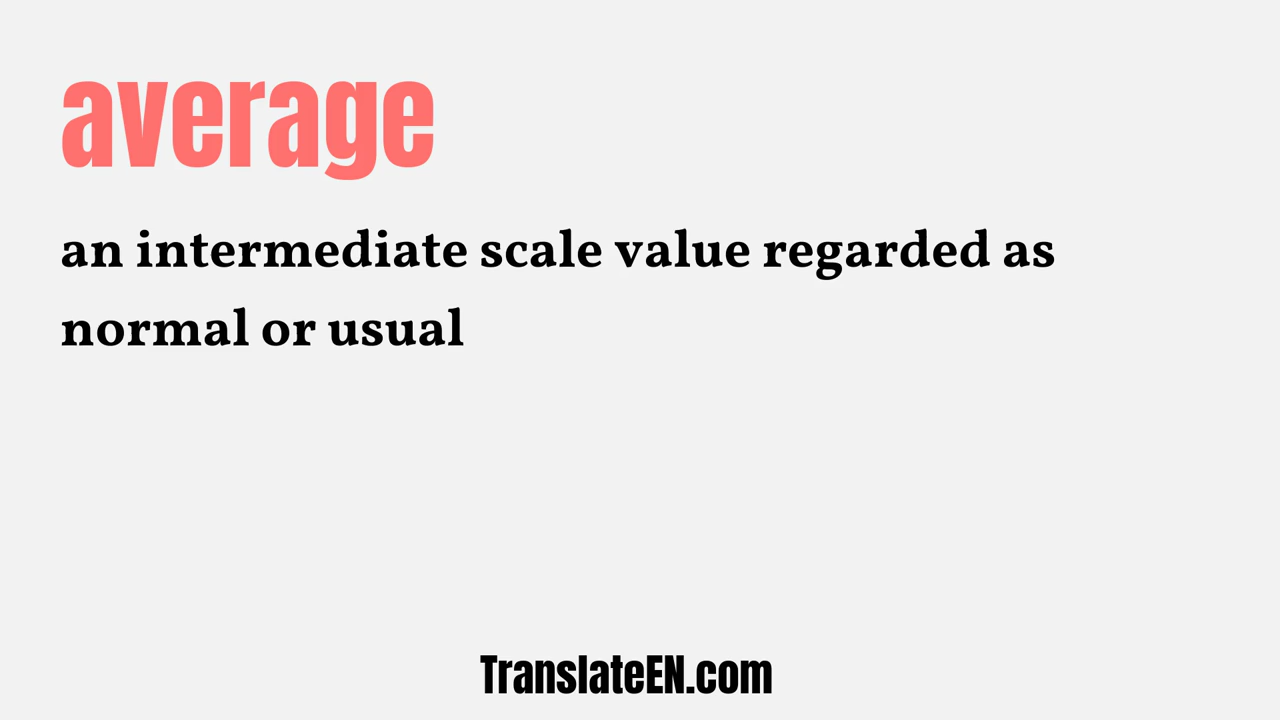 average
an intermediate scale value regarded as
normal or usual
TranslateEN.com